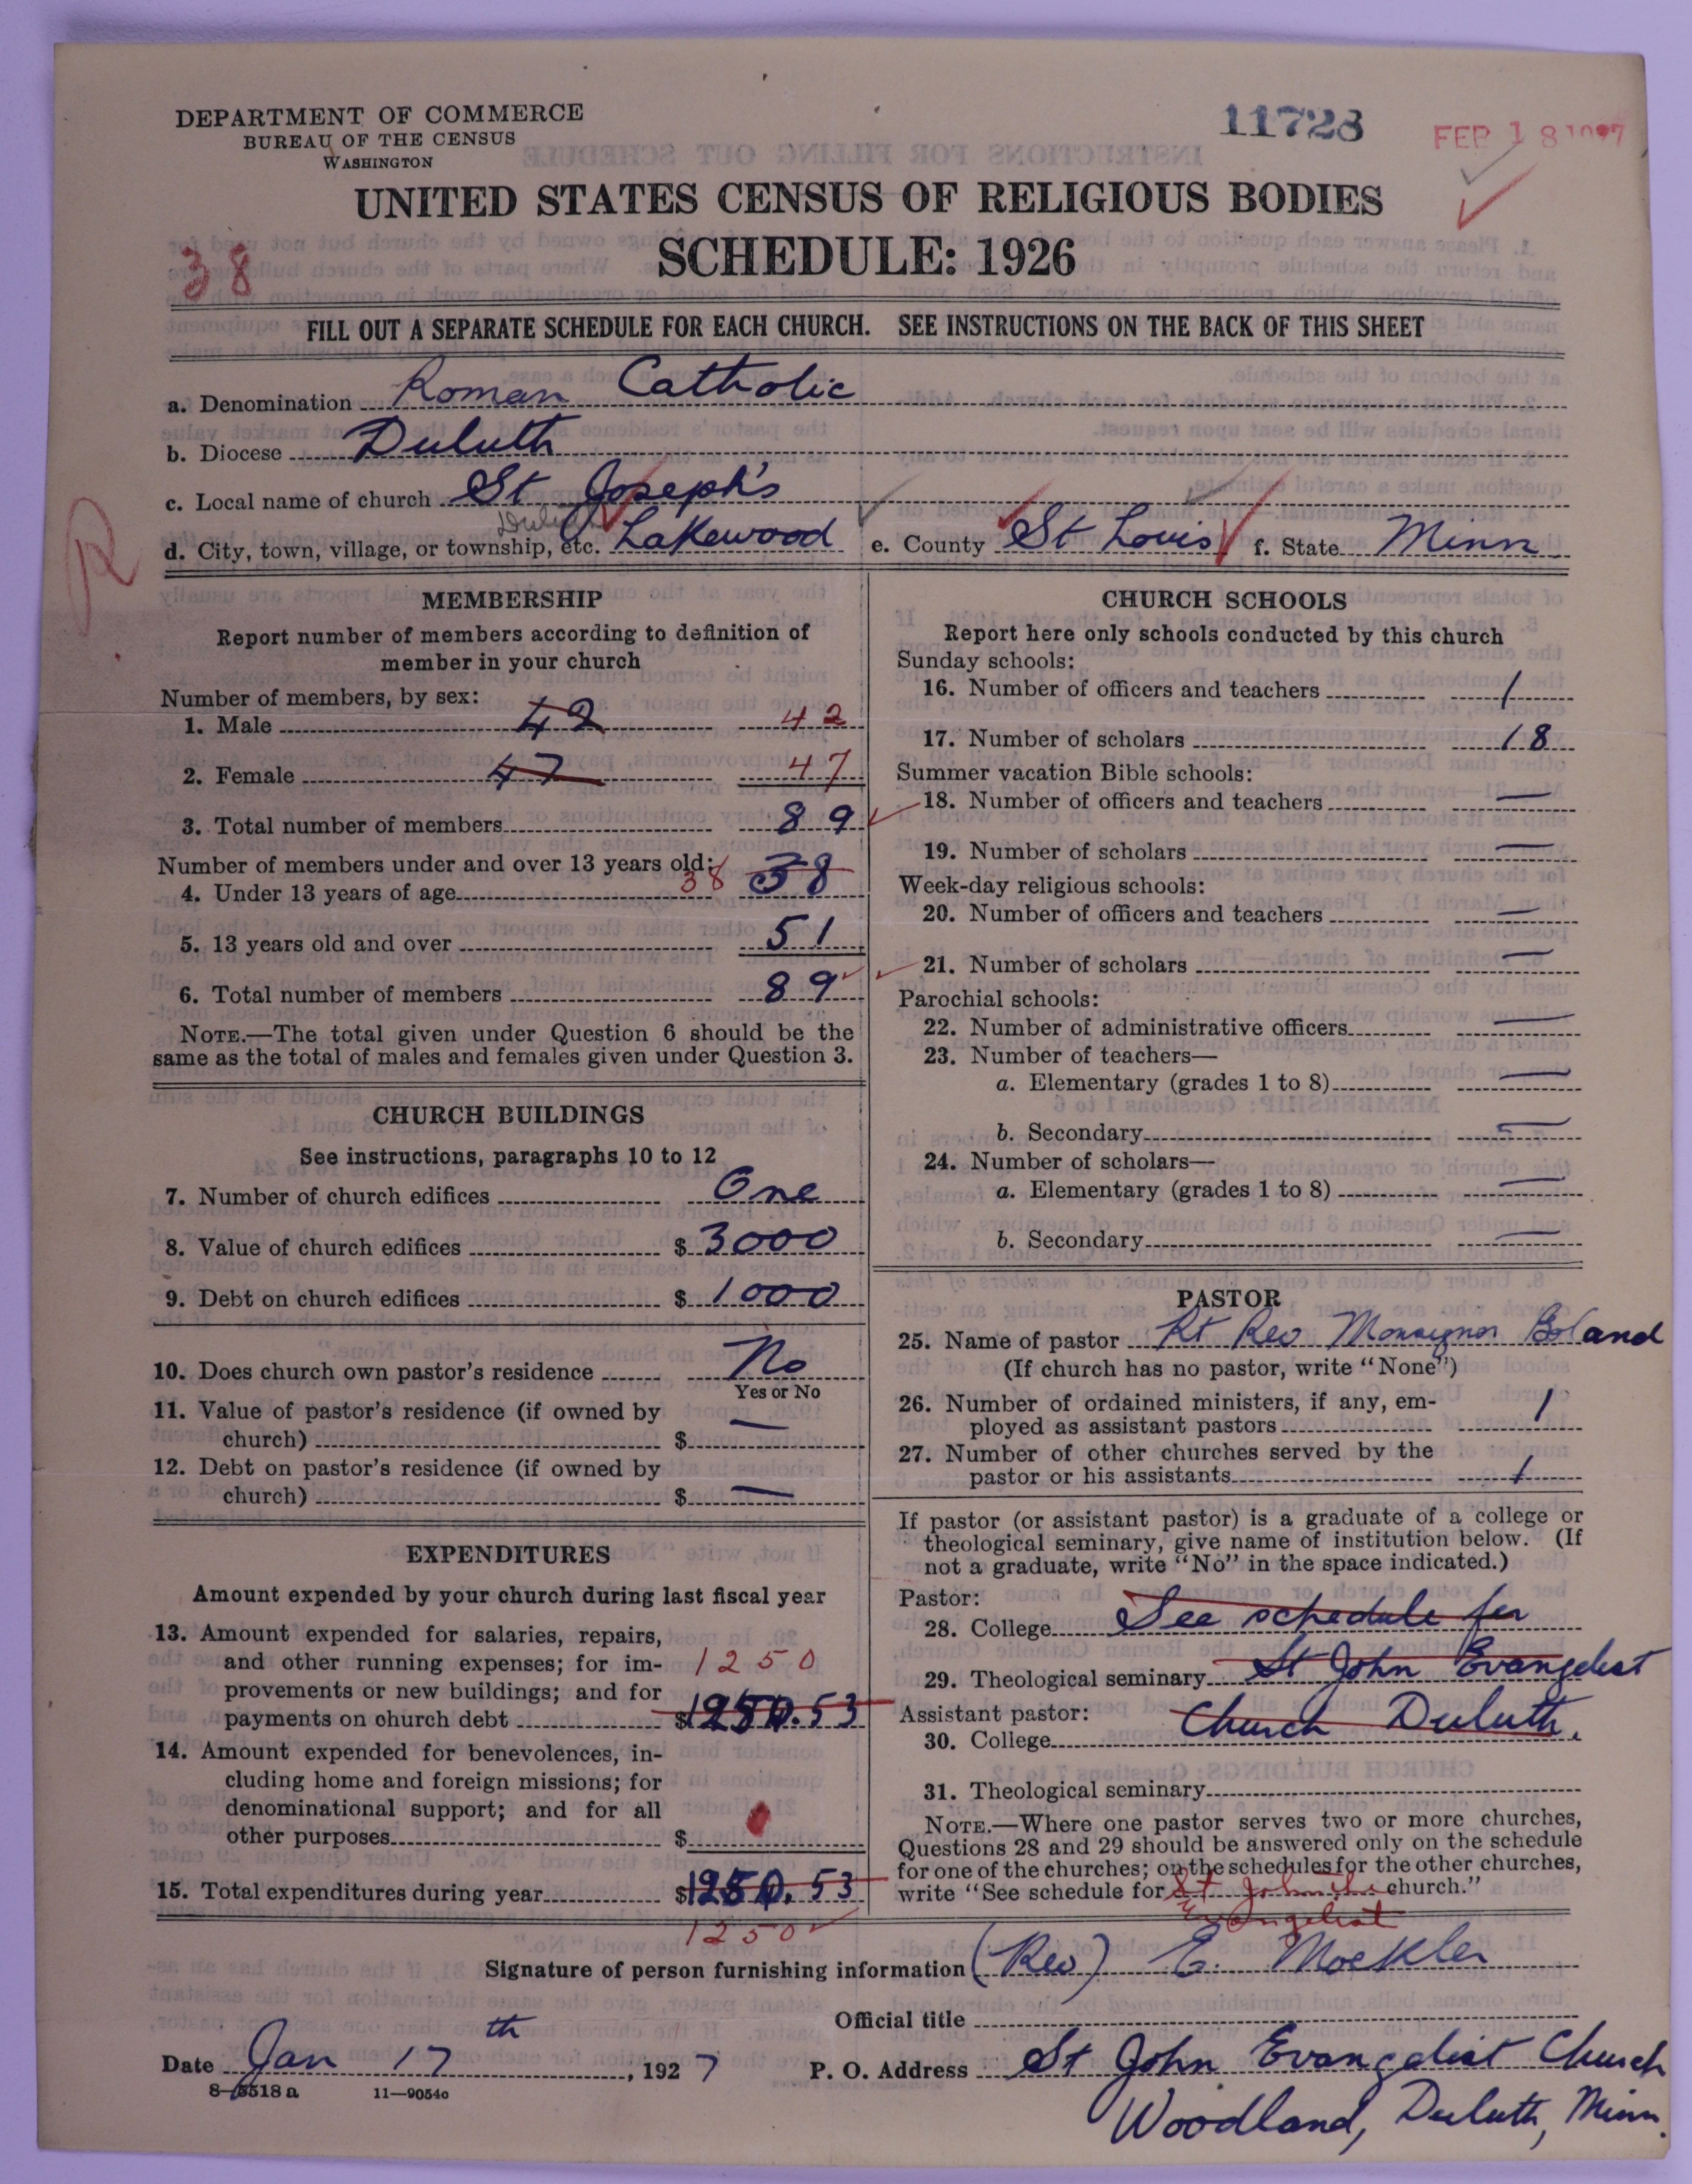 DEPARTMENT OF COMMERCE
BUREAU OF THE CENSUS
WASHINGTON
11728
FEB 18 1927
UNITED STATES CENSUS OF RELIGIOUS BODIES
SCHEDULE: 1926
38
FILL OUT A SEPARATE SCHEDULE FOR EACH CHURCH. SEE INSTRUCTIONS ON THE BACK OF THIS SHEET
a. Denomination Roman Catholic
b. Diocese Duluth
c. Local name of church St Joseph's
R
d. City, town, village, or township, etc. Lakewood e. County St Louis f. State Minn
MEMBERSHIP
Report number of members according to definition of
member in your church
Number of members, by sex:
1. Male 42 42
2. Female 47 47
3. Total number of members 89
Number of members under and over 13 years old:
4. Under 13 years of age 38 38
5. 13 years old and over 51
6. Total number of members 89
NOTE.—The total given under Question 6 should be the
same as the total of males and females given under Question 3.
CHURCH BUILDINGS
See instructions, paragraphs 10 to 12
7. Number of church edifices One
8. Value of church edifices $ 3000
9. Debt on church edifices $ 1000
10. Does church own pastor's residence No
Yes or No
11. Value of pastor's residence (if owned by
church) $ —
12. Debt on pastor's residence (if owned by
church) $ —
EXPENDITURES
Amount expended by your church during last fiscal year
13. Amount expended for salaries, repairs,
and other running expenses; for im-
provements or new buildings; and for
payments on church debt $1250.53
1250
14. Amount expended for benevolences, in-
cluding home and foreign missions; for
denominational support; and for all
other purposes $
15. Total expenditures during year $1250.53
1250
CHURCH SCHOOLS
Report here only schools conducted by this church
Sunday schools:
16. Number of officers and teachers 1
17. Number of scholars 18
Summer vacation Bible schools:
18. Number of officers and teachers —
19. Number of scholars —
Week-day religious schools:
20. Number of officers and teachers —
21. Number of scholars —
Parochial schools:
22. Number of administrative officers —
23. Number of teachers—
a. Elementary (grades 1 to 8) —
b. Secondary —
24. Number of scholars—
a. Elementary (grades 1 to 8) —
b. Secondary —
PASTOR
25. Name of pastor Rt Rev Monsignor Boland
(If church has no pastor, write "None")
26. Number of ordained ministers, if any, em-
ployed as assistant pastors 1
27. Number of other churches served by the
pastor or his assistants 1
If pastor (or assistant pastor) is a graduate of a college or
theological seminary, give name of institution below. (If
not a graduate, write "No" in the space indicated.)
Pastor:
28. College See schedule for
29. Theological seminary St John Evangelist
Assistant pastor:
30. College Church Duluth.
31. Theological seminary
NOTE.—Where one pastor serves two or more churches,
Questions 28 and 29 should be answered only on the schedule
for one of the churches; on the schedules for the other churches,
write "See schedule for St John the church."
Evangelist
Signature of person furnishing information (Rev) E. Moekler
Official title
Date Jan 17th, 1927 P. O. Address St John Evangelist Church
Woodland, Duluth, Minn.
8-5518a 11-9054o